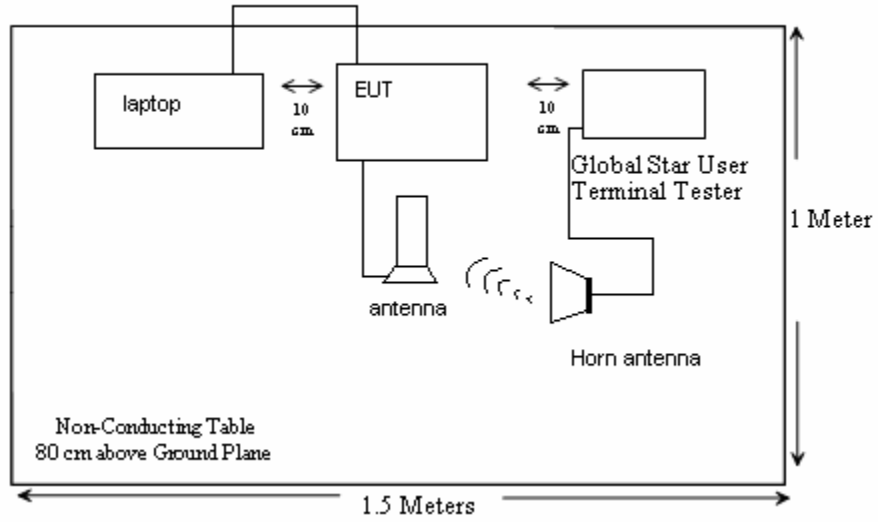 laptop
10
cm
EUT
10
cm
Global Star User
Terminal Tester
1 Meter
antenna
Horn antenna
Non-Conducting Table
80 cm above Ground Plane
1.5 Meters